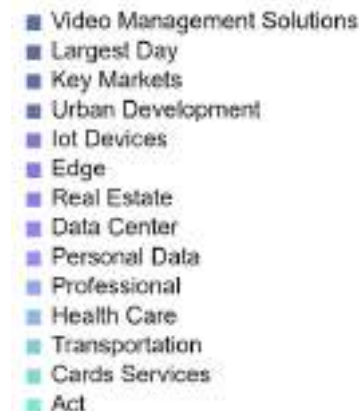 Video Management Solutions
Largest Day
Key Markets
Urban Development
Iot Devices
Edge
Real Estate
Data Center
Personal Data
Professional
Health Care
Transportation
Cards Services
Act